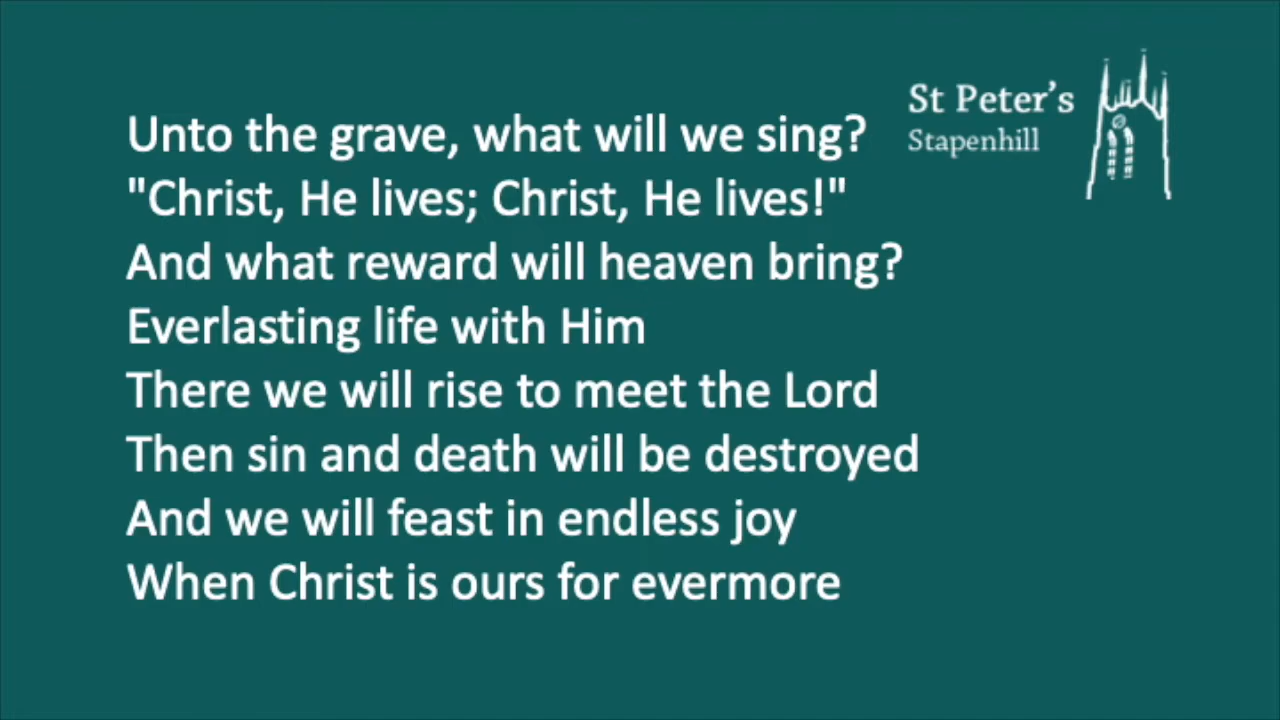 St Peter's
Stapenhill
Unto the grave, what will we sing?
"Christ, He lives; Christ, He lives!"
And what reward will heaven bring?
Everlasting life with Him
There we will rise to meet the Lord
Then sin and death will be destroyed
And we will feast in endless joy
When Christ is ours for evermore